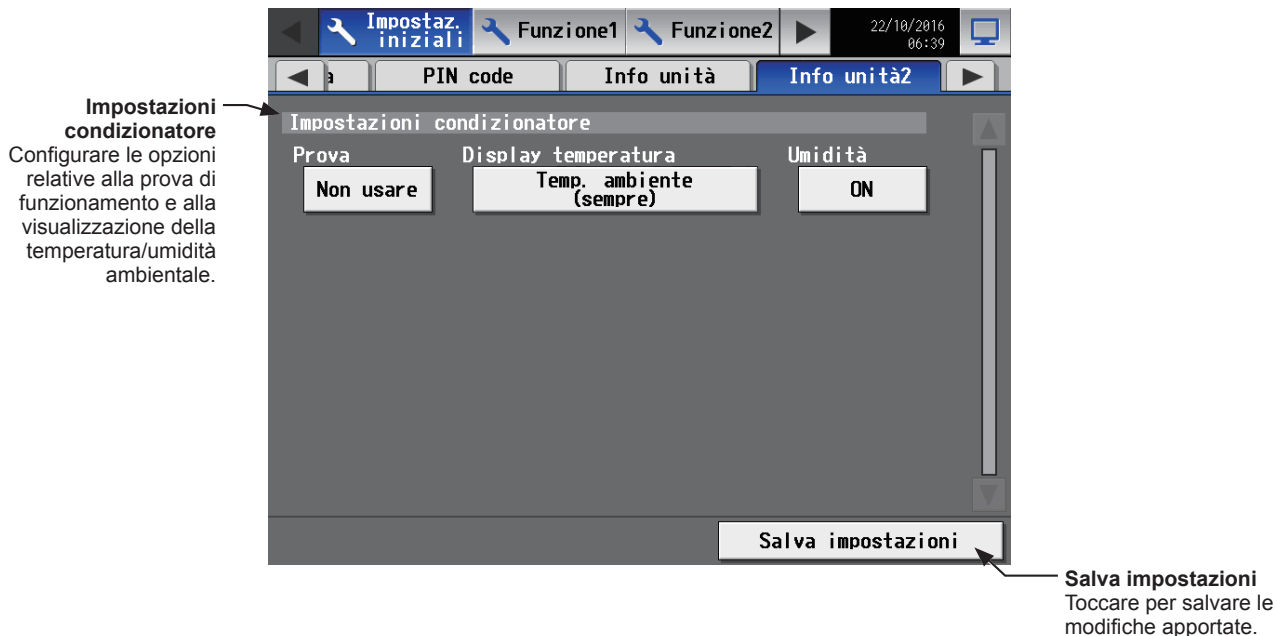 Impostaz. iniziali
Funzione1
Funzione2
22/10/2016
06:39
a
PIN code
Info unità
Info unità2
Impostazioni
condizionatore
Configurare le opzioni
relative alla prova di
funzionamento e alla
visualizzazione della
temperatura/umidità
ambientale.
Impostazioni condizionatore
Prova
Display temperatura
Umidità
Non usare
Temp. ambiente
(sempre)
ON
Salva impostazioni
Salva impostazioni
Toccare per salvare le
modifiche apportate.